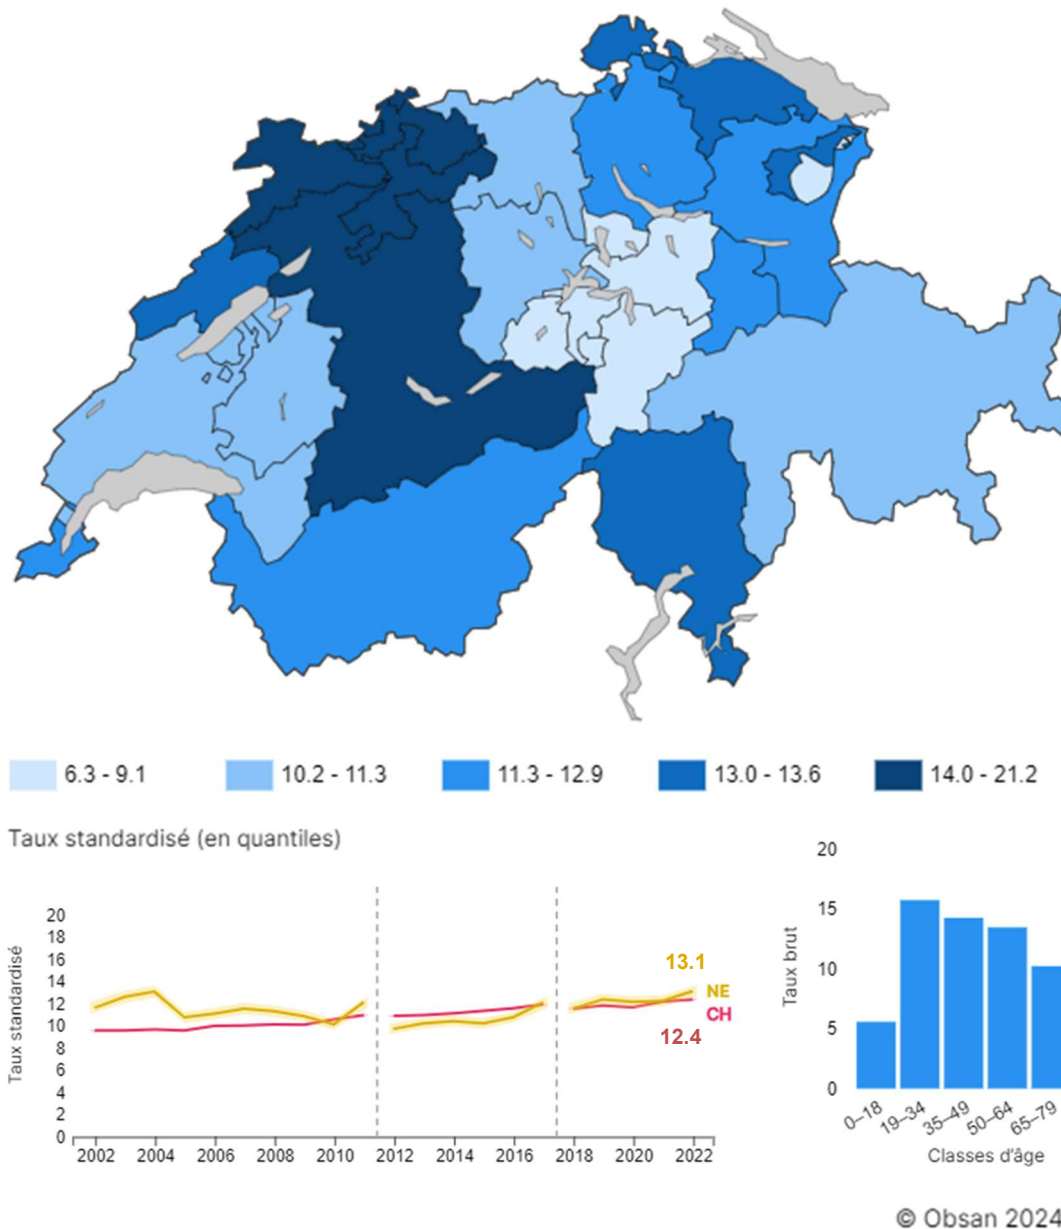 6.3 - 9.1
10.2 - 11.3
11.3 - 12.9
13.0 - 13.6
14.0 - 21.2
Taux standardisé (en quantiles)
Taux standardisé
20
18
16
14
12
10
8
6
4
2
0
2002
2004
2006
2008
2010
2012
2014
2016
2018
2020
2022
13.1
NE
CH
12.4
Taux brut
20
15
10
5
0
0–18
19–34
35–49
50–64
65–79
Classes d'âge
© Obsan 2024